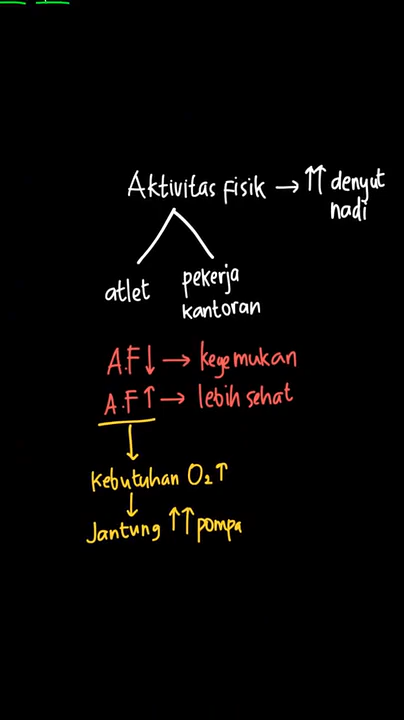 Aktivitas fisik → ↑↑ denyut
nadi
atlet
pekerja
kantoran
A.F↓ → kegemukan
A.F↑ → lebih sehat
Kebutuhan O₂↑
↓
Jantung ↑↑ pompa